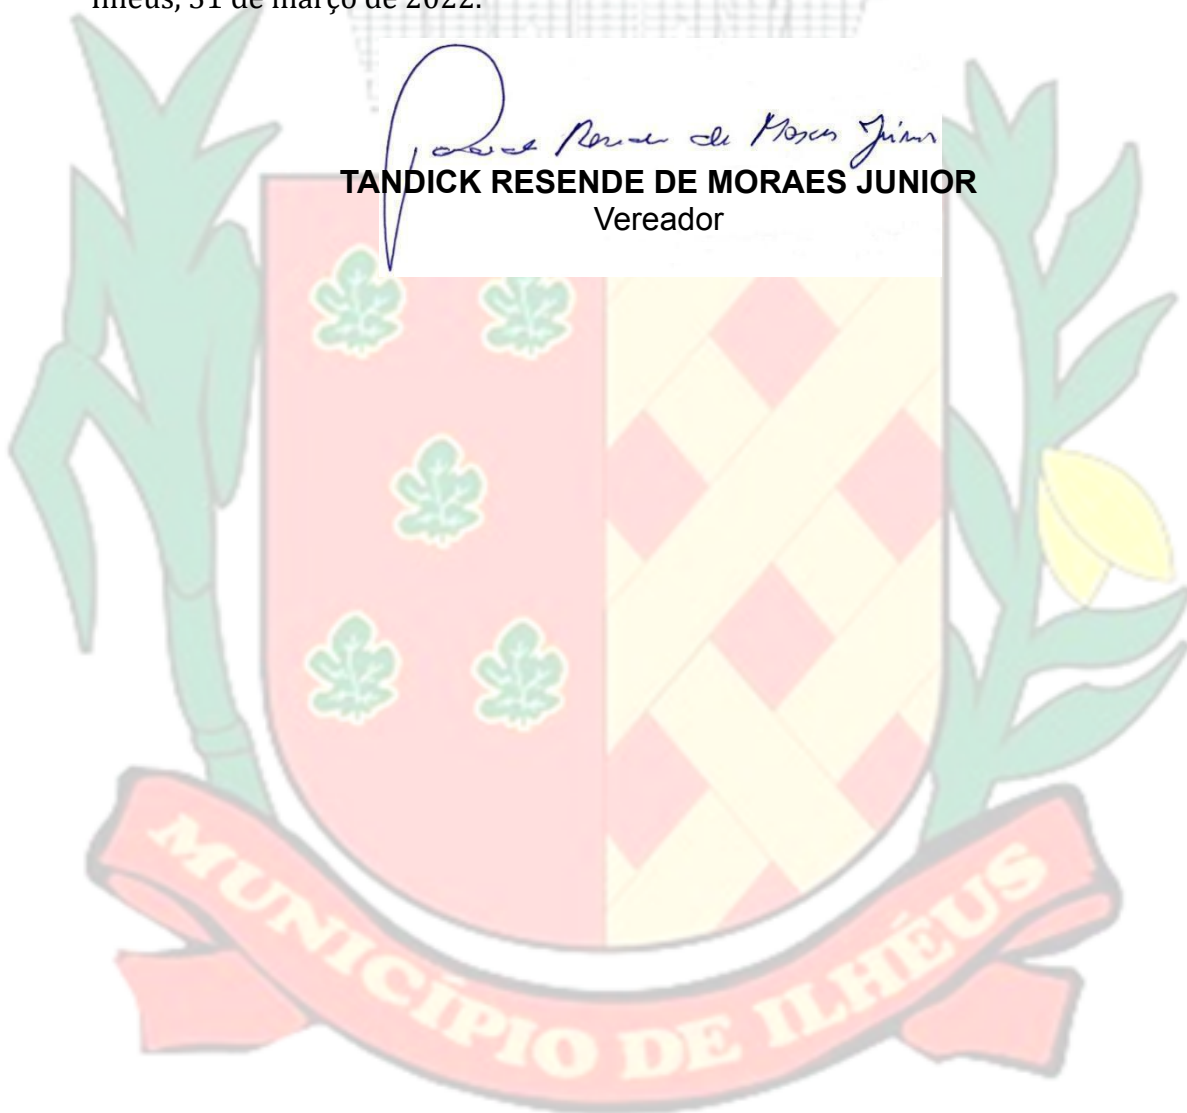 Ilhéus, 31 de março de 2022.
TANDICK RESENDE DE MORAES JUNIOR
Vereador
MUNICÍPIO DE ILHÉUS